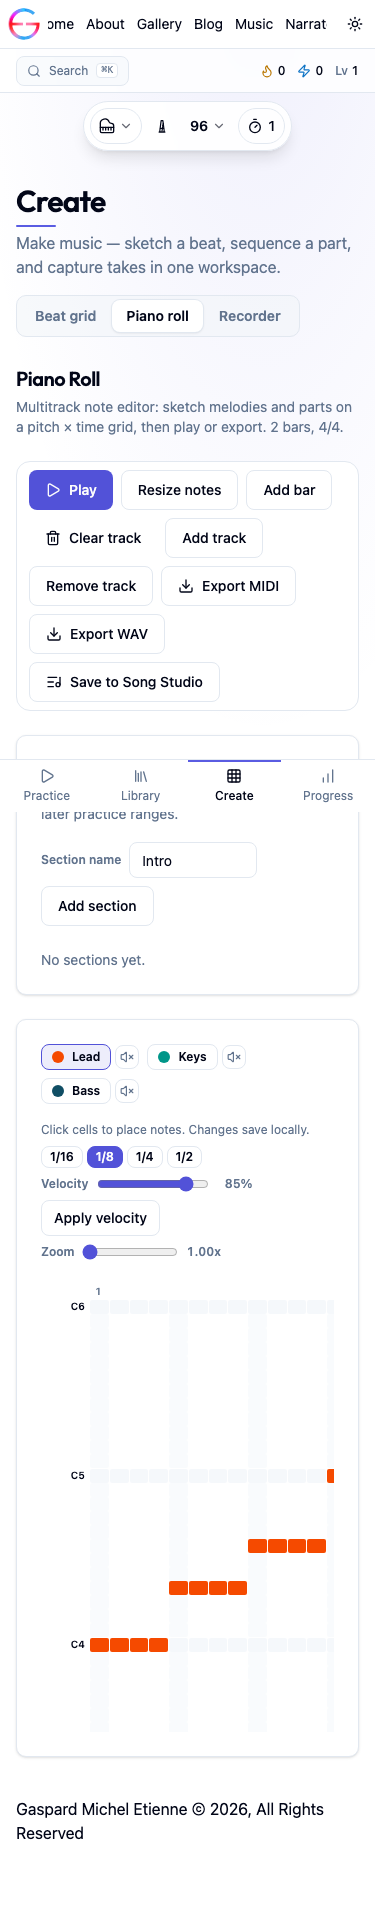 ome About Gallery Blog Music Narrat
Search ⌘K 0 0 Lv 1
96 1
Create
Make music — sketch a beat, sequence a part,
and capture takes in one workspace.
Beat grid Piano roll Recorder
Piano Roll
Multitrack note editor: sketch melodies and parts on
a pitch × time grid, then play or export. 2 bars, 4/4.
Play Resize notes Add bar
Clear track Add track
Remove track Export MIDI
Export WAV
Save to Song Studio
Practice Library Create Progress
later practice ranges.
Section name Intro
Add section
No sections yet.
Lead Keys
Bass
Click cells to place notes. Changes save locally.
1/16 1/8 1/4 1/2
Velocity 85%
Apply velocity
Zoom 1.00x
1
C6
C5
C4
Gaspard Michel Etienne © 2026, All Rights
Reserved